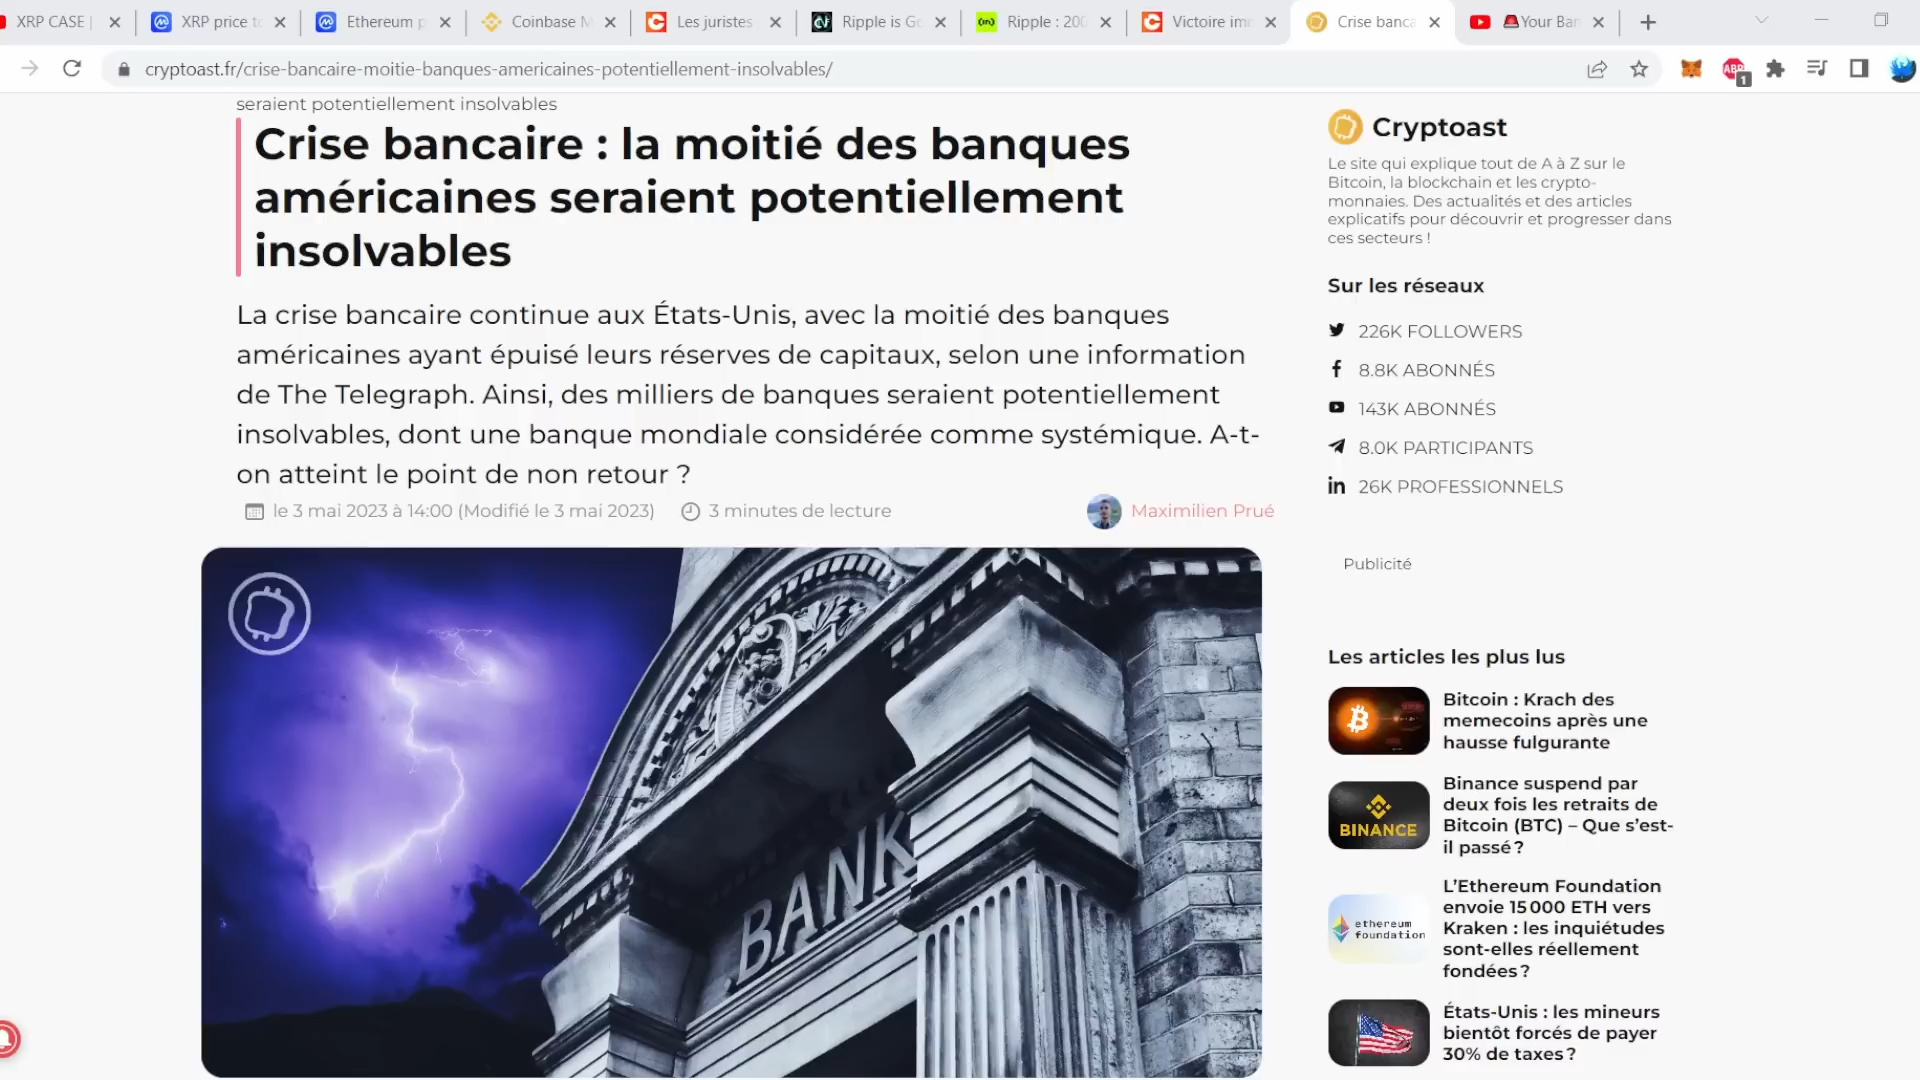 XRP CASE |
XRP price to
Ethereum p
Coinbase M
Les juristes
Ripple is Go
Ripple : 200
Victoire im
Crise banca
Your Ban
cryptoast.fr/crise-bancaire-moitie-banques-americaines-potentiellement-insolvables/
ABP
1
seraient potentiellement insolvables
Crise bancaire : la moitié des banques
américaines seraient potentiellement
insolvables
La crise bancaire continue aux États-Unis, avec la moitié des banques
américaines ayant épuisé leurs réserves de capitaux, selon une information
de The Telegraph. Ainsi, des milliers de banques seraient potentiellement
insolvables, dont une banque mondiale considérée comme systémique. A-t-
on atteint le point de non retour ?
le 3 mai 2023 à 14:00 (Modifié le 3 mai 2023)
3 minutes de lecture
Maximilien Prué
BANK
Cryptoast
Le site qui explique tout de A à Z sur le
Bitcoin, la blockchain et les crypto-
monnaies. Des actualités et des articles
explicatifs pour découvrir et progresser dans
ces secteurs !
Sur les réseaux
226K FOLLOWERS
8.8K ABONNÉS
143K ABONNÉS
8.0K PARTICIPANTS
in 26K PROFESSIONNELS
Publicité
Les articles les plus lus
Bitcoin : Krach des
memecoins après une
hausse fulgurante
BINANCE
Binance suspend par
deux fois les retraits de
Bitcoin (BTC) – Que s’est-
il passé ?
ethereum
foundation
L’Ethereum Foundation
envoie 15 000 ETH vers
Kraken : les inquiétudes
sont-elles réellement
fondées ?
États-Unis : les mineurs
bientôt forcés de payer
30% de taxes ?